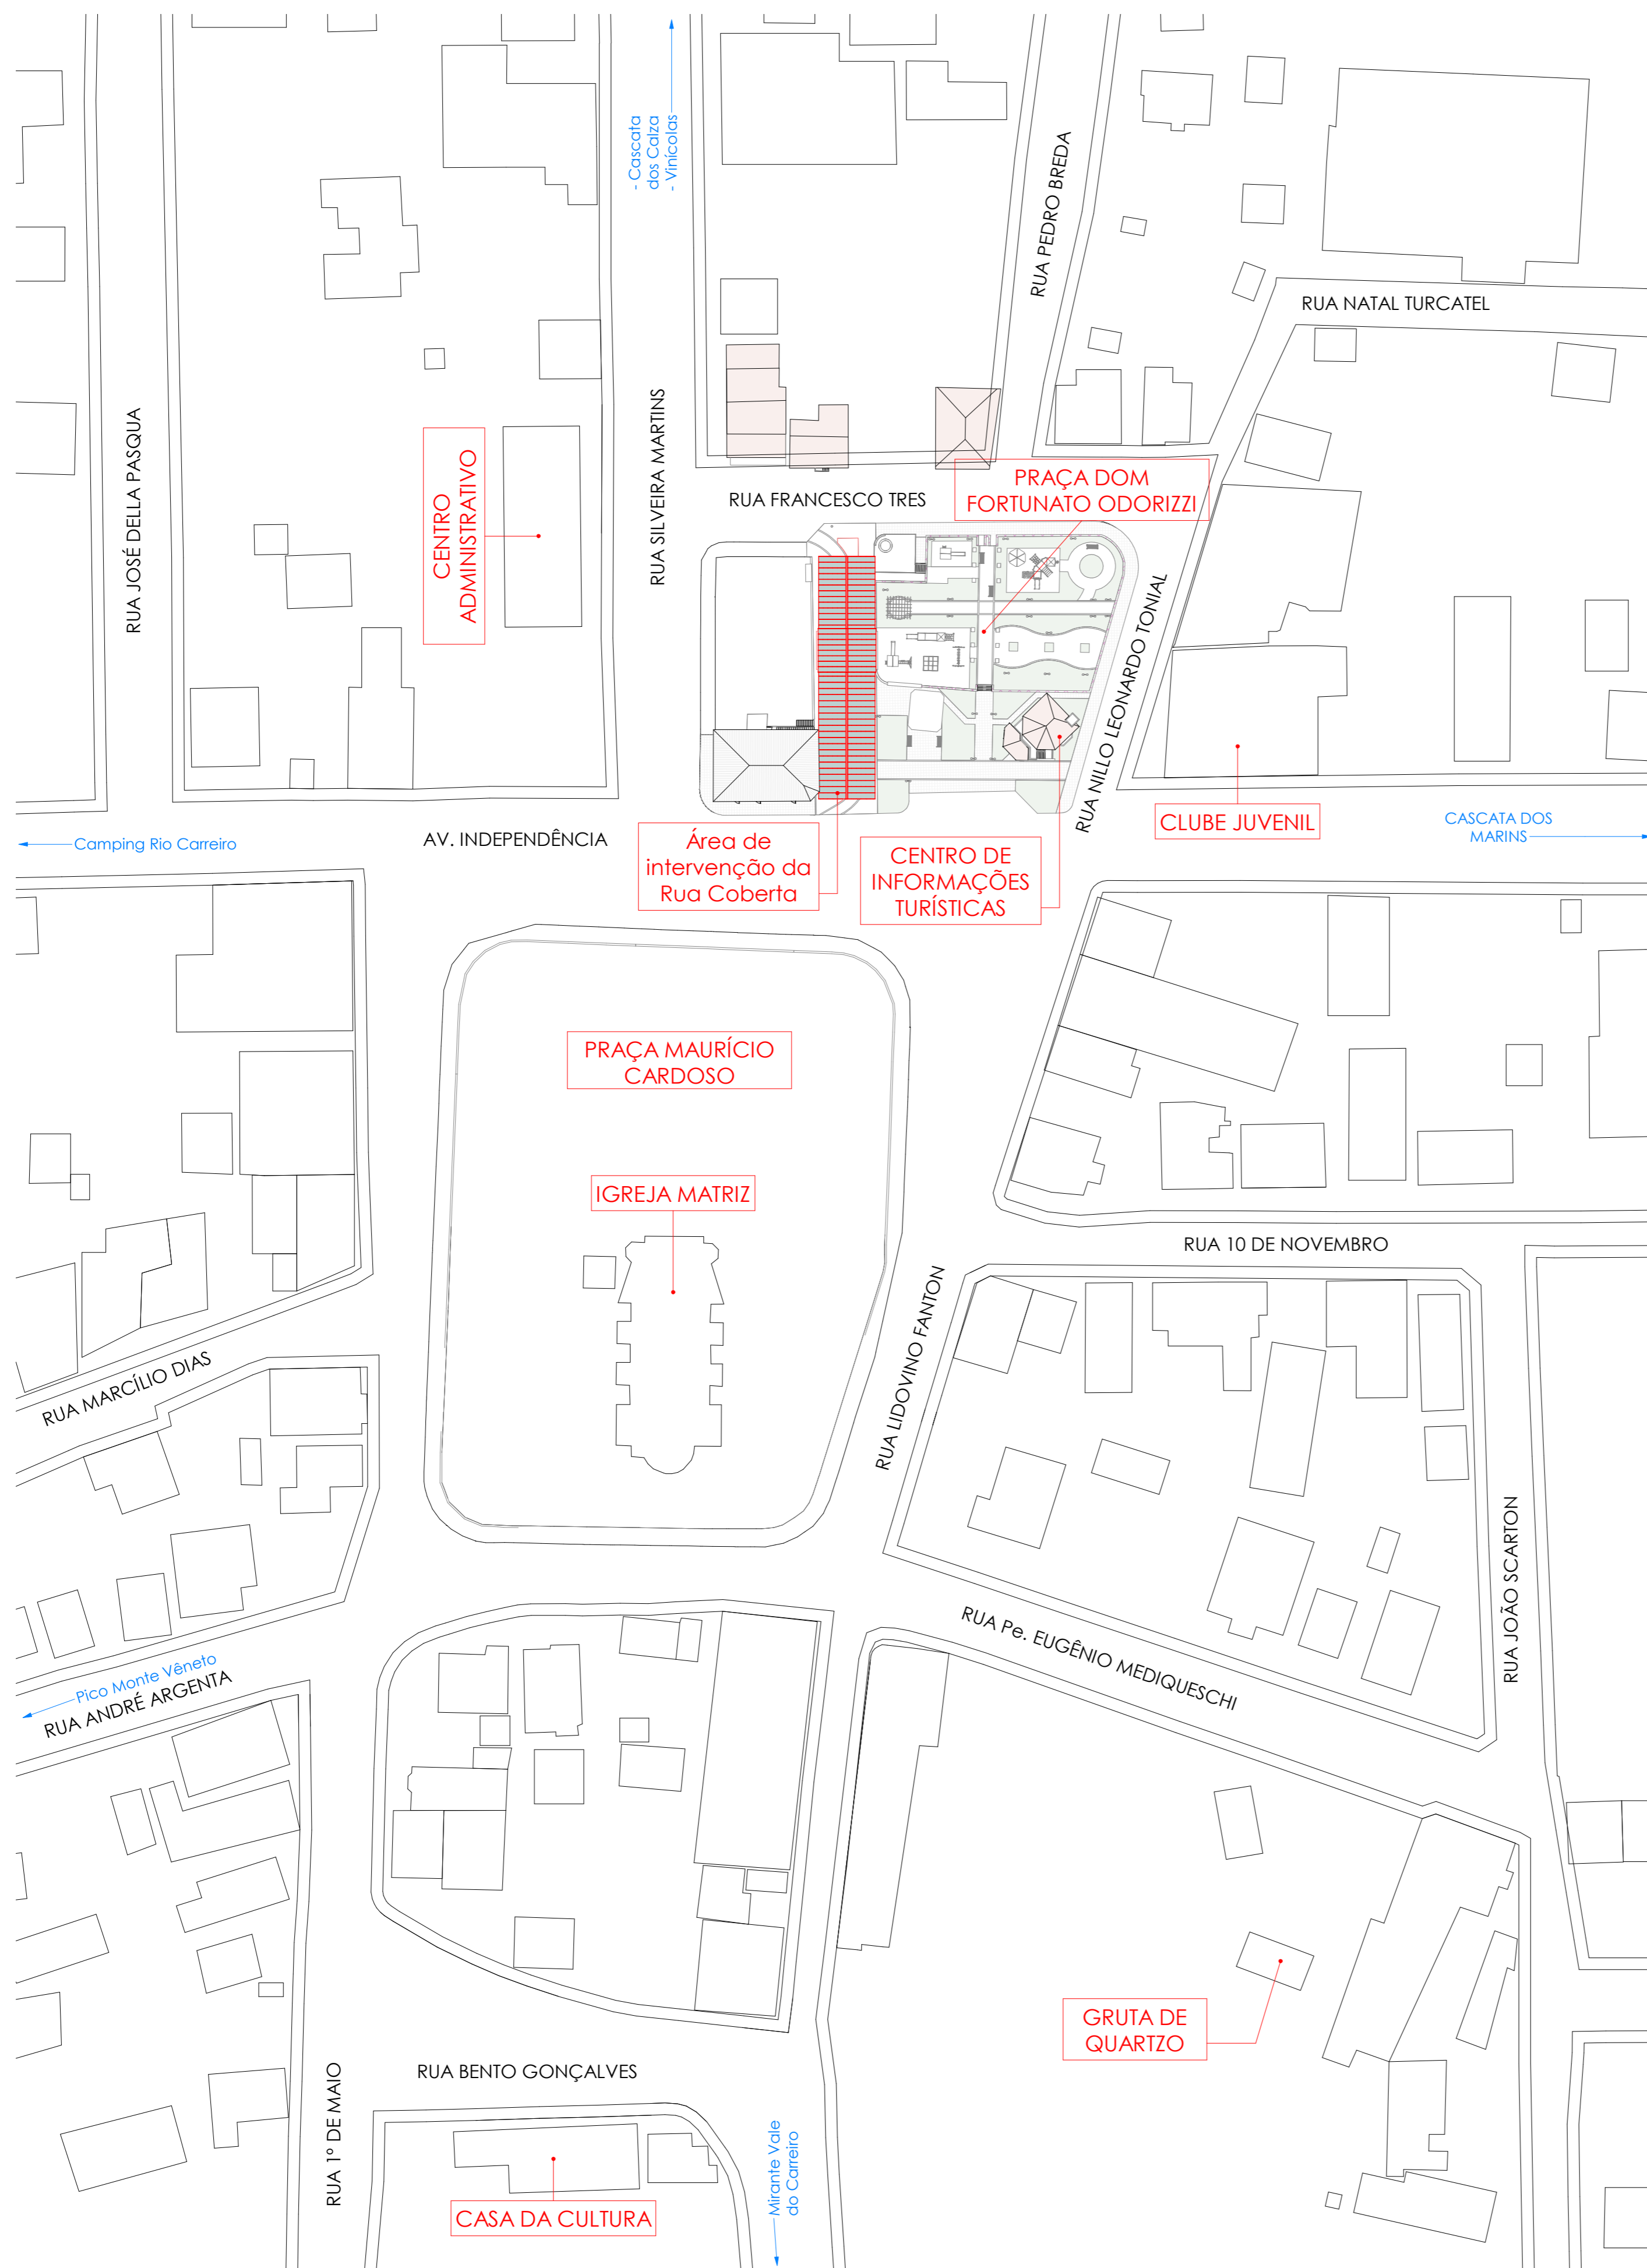 - Cascata
dos Calza
- Vinícolas
RUA PEDRO BREDA
RUA NATAL TURCATEL
RUA JOSÉ DELLA PASQUA
CENTRO
ADMINISTRATIVO
RUA SILVEIRA MARTINS
RUA FRANCESCO TRES
PRAÇA DOM
FORTUNATO ODORIZZI
RUA NILLO LEONARDO TONIAL
Camping Rio Carreiro
AV. INDEPENDÊNCIA
Área de
intervenção da
Rua Coberta
CENTRO DE
INFORMAÇÕES
TURÍSTICAS
CLUBE JUVENIL
CASCATA DOS
MARINS
PRAÇA MAURÍCIO
CARDOSO
IGREJA MATRIZ
RUA 10 DE NOVEMBRO
RUA LIDOVINO FANTON
RUA MARCÍLIO DIAS
RUA JOÃO SCARTON
RUA Pe. EUGÊNIO MEDIQUESCHI
Pico Monte Vêneto
RUA ANDRÉ ARGENTA
GRUTA DE
QUARTZO
RUA BENTO GONÇALVES
RUA 1º DE MAIO
CASA DA CULTURA
Mirante Vale
do Carreiro